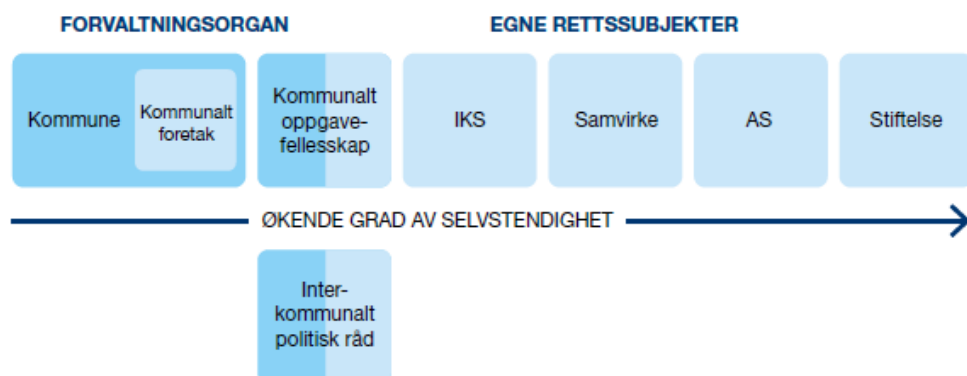 FORVALTNINGSORGAN
EGNE RETTSSUBJEKTER
Kommune
Kommunalt
foretak
Kommunalt
oppgave-
fellesskap
IKS
Samvirke
AS
Stiftelse
ØKENDE GRAD AV SELVSTENDIGHET
Inter-
kommunalt
politisk råd